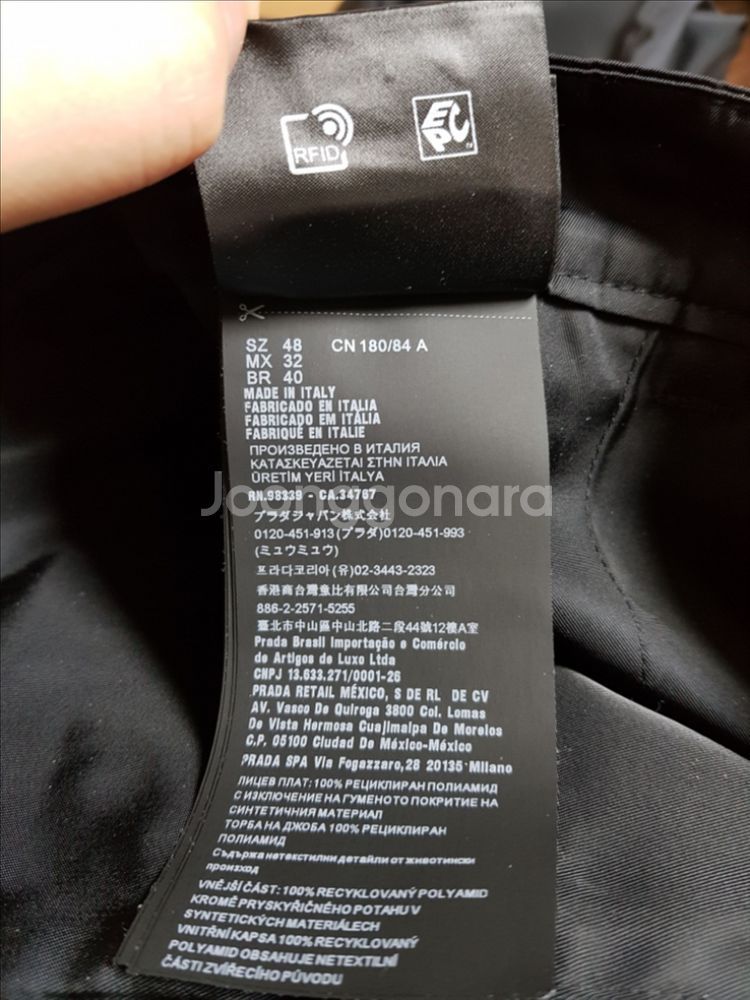 RFID
EPC
SZ 48 CN 180/84 A
MX 32
BR 40
MADE IN ITALY
FABRICADO EN ITALIA
FABRICADO EM ITÁLIA
FABRIQUÉ EN ITALIE
ПРОИЗВЕДЕНО В ИТАЛИЯ
ΚΑΤΑΣΚΕΥΑΖΕΤΑΙ ΣΤΗΝ ΙΤΑΛΙΑ
ÜRETİM YERİ İTALYA
RN.98339 - CA.34767
Joonggonara
プラダジャパン株式会社
0120-451-913 (プラダ) 0120-451-993
(ミュウミュウ)
프라다코리아(유) 02-3443-2323
香港商台灣普比有限公司台灣分公司
886-2-2571-5255
臺北市中山區中山北路二段44號12樓A室
Prada Brasil Importação e Comércio
de Artigos de Luxo Ltda
CNPJ 13.633.271/0001-26
PRADA RETAIL MÉXICO, S DE RL DE CV
AV. Vasco De Quiroga 3800 Col. Lomas
De Vista Hermosa Cuajimalpa De Morelos
C.P. 05100 Ciudad De México-México
PRADA SPA Via Fogazzaro,28 20135 Milano
ЛИЦЕВ ПЛАТ: 100% РЕЦИКЛИРАН ПОЛИАМИД
С ИЗКЛЮЧЕНИЕ НА ГУМЕНОТО ПОКРИТИЕ НА
СИНТЕТИЧНИЯ МАТЕРИАЛ
ТОРБА НА ДЖОБА 100% РЕЦИКЛИРАН
ПОЛИАМИД
Съдържа нетекстилни детайли от животински
произход
VNĚJŠÍ ČÁST: 100% RECYKLOVANÝ POLYAMID
KROMĚ PRYSKYŘIČNÉHO POTAHU V
SYNTETICKÝCH MATERIÁLECH
VNITŘNÍ KAPSA 100% RECYKLOVANÝ
POLYAMID OBSAHUJE NETEXTILNÍ
ČÁSTI ZVÍŘECÍHO PŮVODU